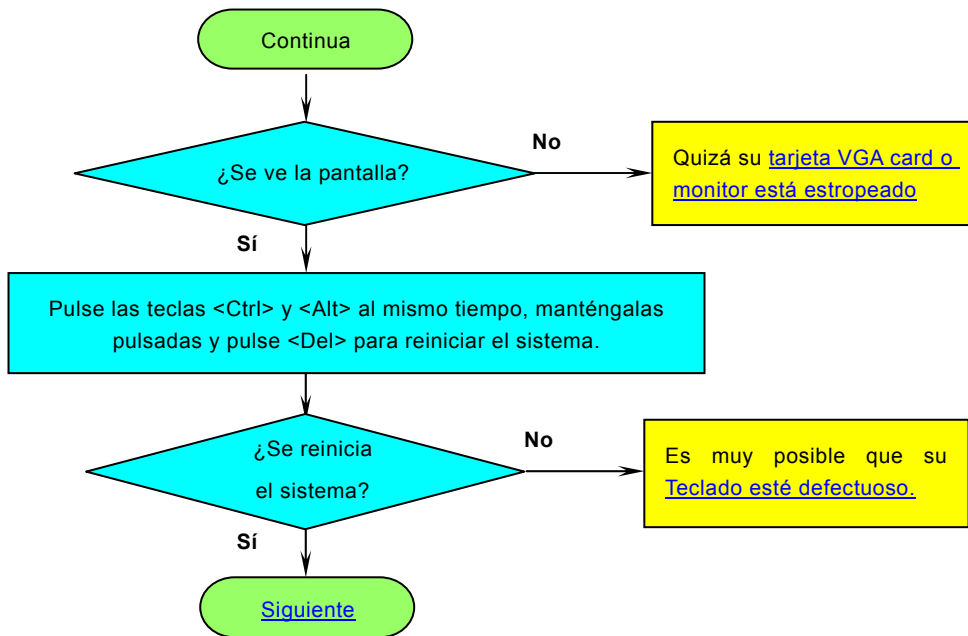 Continua
¿Se ve la pantalla?
No
Quizá su tarjeta VGA card o
monitor está estropeado
Sí
Pulse las teclas <Ctrl> y <Alt> al mismo tiempo, manténgalas
pulsadas y pulse <Del> para reiniciar el sistema.
¿Se reinicia
el sistema?
No
Es muy posible que su
Teclado esté defectuoso.
Sí
Siguiente